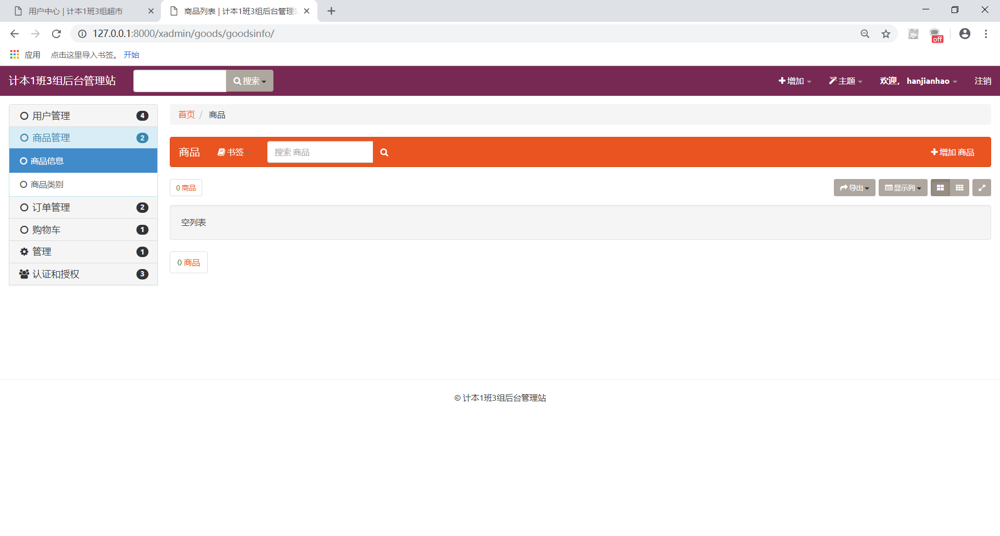 用户中心 | 计本1班3组超市
商品列表 | 计本1班3组后台管理
127.0.0.1:8000/xadmin/goods/goodsinfo/
off
应用 点击这里导入书签。 开始
计本1班3组后台管理站 搜索 增加 主题 欢迎, hanjianhao 注销
用户管理 4
商品管理 2
商品信息
商品类别
订单管理 2
购物车 1
管理 1
认证和授权 3
首页 / 商品
商品 书签 搜索 商品 增加 商品
0 商品 导出 显示列
空列表
0 商品
© 计本1班3组后台管理站